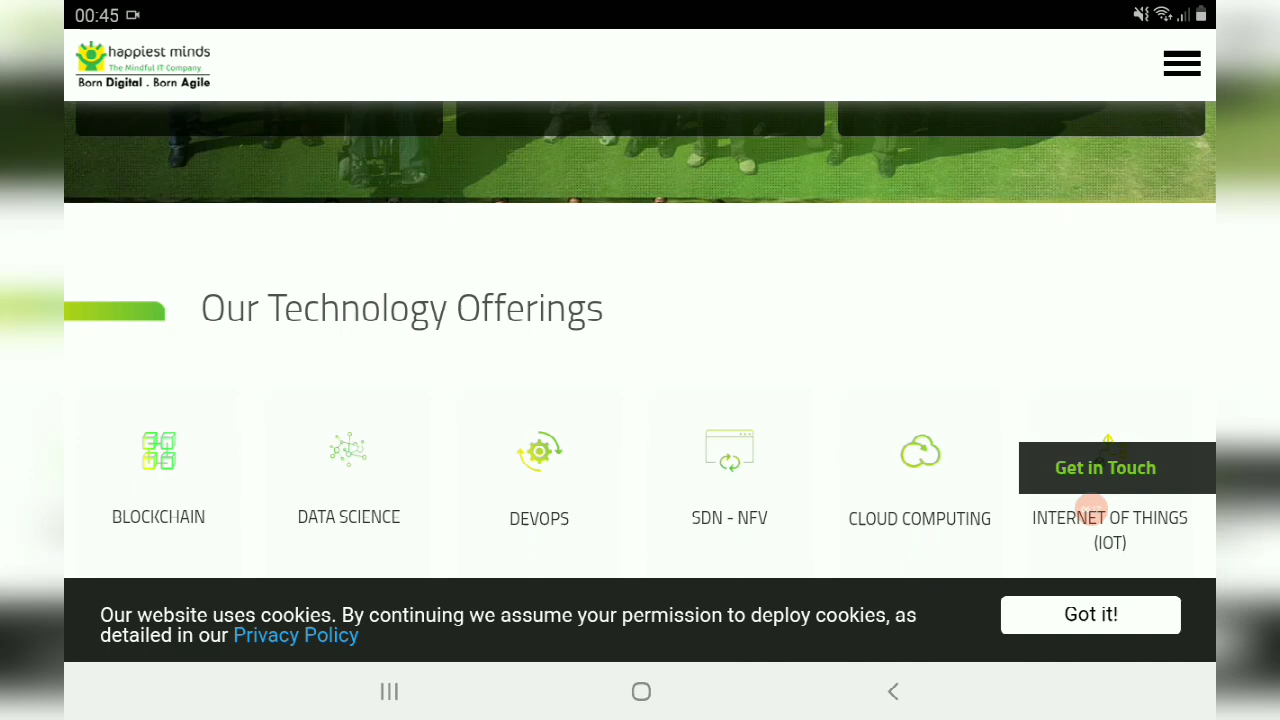 00:45
happiest minds
The Mindful IT Company
Born Digital . Born Agile
Our Technology Offerings
BLOCKCHAIN
DATA SCIENCE
DEVOPS
SDN - NFV
CLOUD COMPUTING
INTERNET OF THINGS
(IOT)
Get in Touch
Our website uses cookies. By continuing we assume your permission to deploy cookies, as
detailed in our Privacy Policy
Got it!